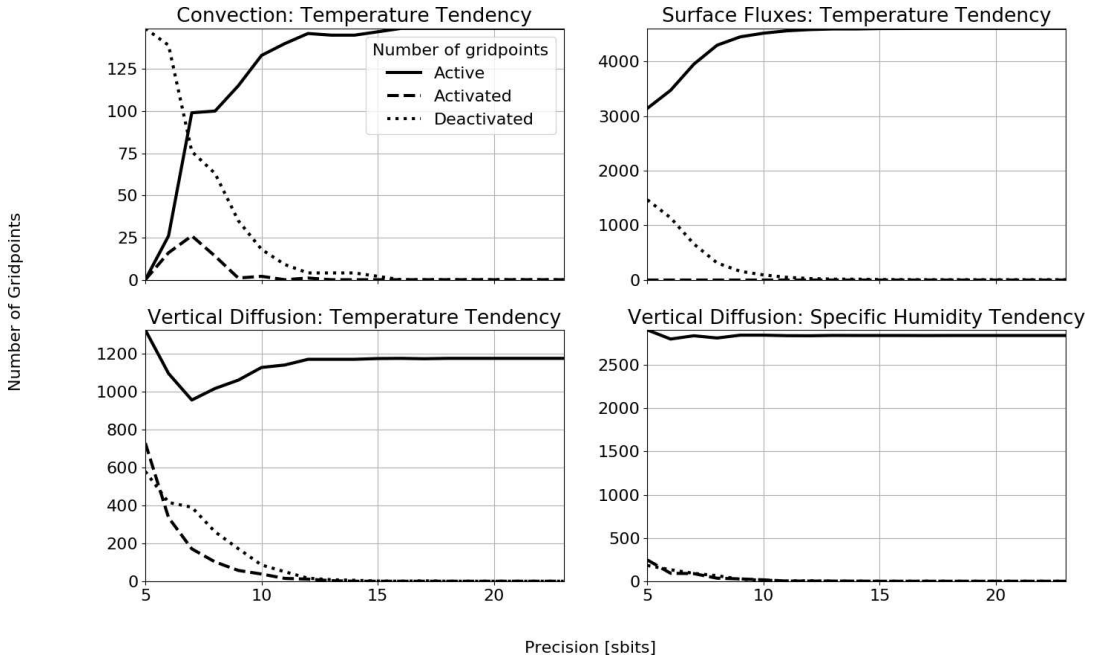 Convection: Temperature Tendency
Surface Fluxes: Temperature Tendency
125
100
75
50
25
0
Number of gridpoints
Active
Activated
Deactivated
4000
3000
2000
1000
0
Number of Gridpoints
Vertical Diffusion: Temperature Tendency
Vertical Diffusion: Specific Humidity Tendency
1200
1000
800
600
400
200
0
5 10 15 20
2500
2000
1500
1000
500
0
5 10 15 20
Precision [sbits]